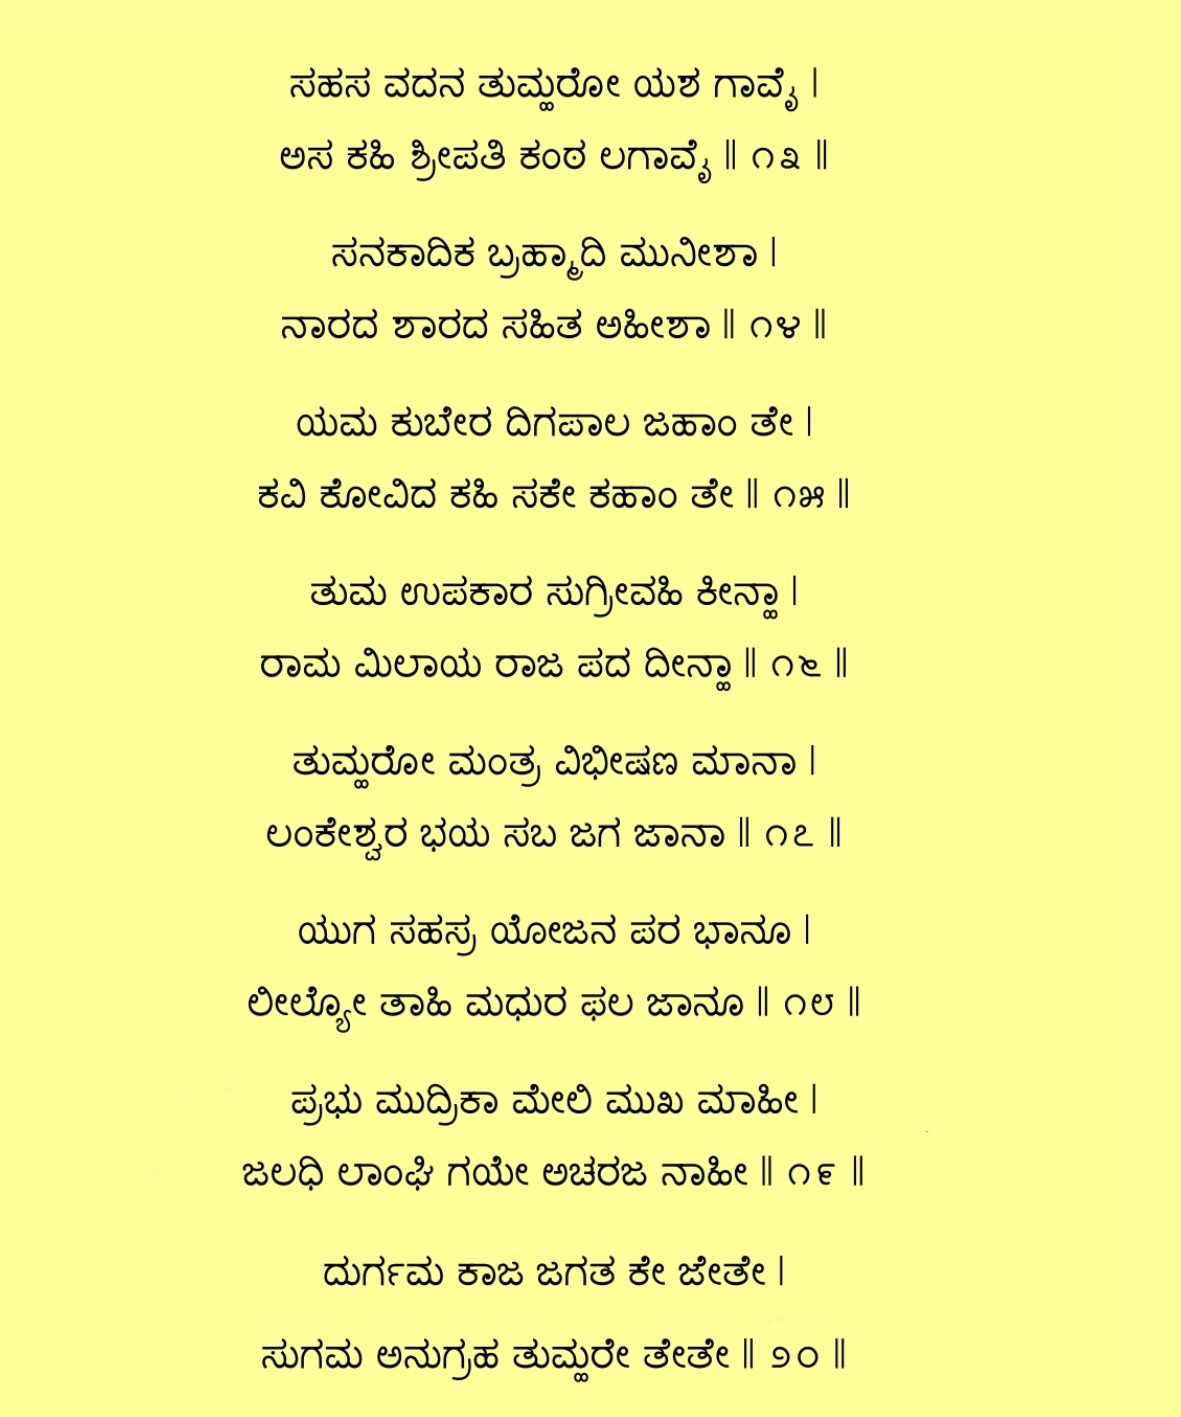 ಸಹಸ ವದನ ತುಮ್ಹರೋ ಯಶ ಗಾವೈ |
ಅಸ ಕಹಿ ಶ್ರೀಪತಿ ಕಂಠ ಲಗಾವೈ || ೧೩ ||
ಸನಕಾದಿಕ ಬ್ರಹ್ಮಾದಿ ಮುನೀಶಾ |
ನಾರದ ಶಾರದ ಸಹಿತ ಅಹೀಶಾ || ೧೪ ||
ಯಮ ಕುಬೇರ ದಿಗಪಾಲ ಜಹಾಂ ತೇ |
ಕವಿ ಕೋವಿದ ಕಹಿ ಸಕೇ ಕಹಾಂ ತೇ || ೧೫ ||
ತುಮ ಉಪಕಾರ ಸುಗ್ರೀವಹಿ ಕೀನ್ಹಾ |
ರಾಮ ಮಿಲಾಯ ರಾಜ ಪದ ದೀನ್ಹಾ || ೧೬ ||
ತುಮ್ಹರೋ ಮಂತ್ರ ವಿಭೀಷಣ ಮಾನಾ |
ಲಂಕೇಶ್ವರ ಭಯ ಸಬ ಜಗ ಜಾನಾ || ೧೭ ||
ಯುಗ ಸಹಸ್ರ ಯೋಜನ ಪರ ಭಾನೂ |
ಲೀಲ್ಯೋ ತಾಹಿ ಮಧುರ ಫಲ ಜಾನೂ || ೧೮ ||
ಪ್ರಭು ಮುದ್ರಿಕಾ ಮೇಲಿ ಮುಖ ಮಾಹೀ |
ಜಲಧಿ ಲಾಂಘಿ ಗಯೇ ಅಚರಜ ನಾಹೀ || ೧೯ ||
ದುರ್ಗಮ ಕಾಜ ಜಗತ ಕೇ ಜೇತೇ |
ಸುಗಮ ಅನುಗ್ರಹ ತುಮ್ಹರೇ ತೇತೇ || ೨೦ ||